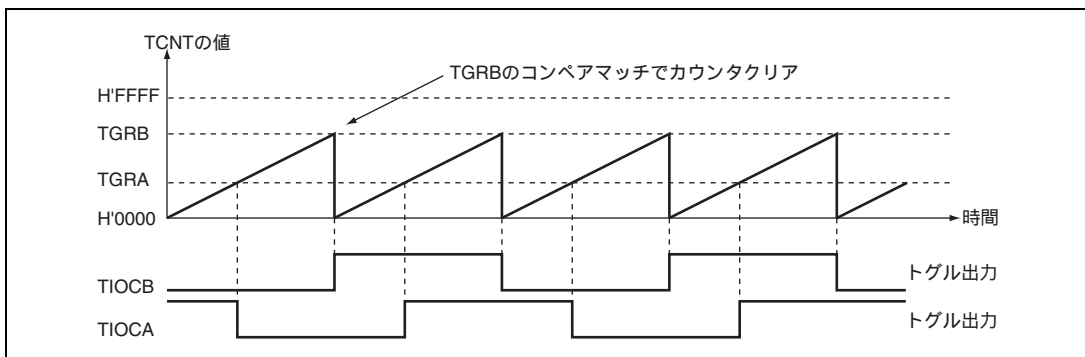 TCNTの値
TGRBのコンペアマッチでカウンタクリア
H'FFFF
TGRB
TGRA
H'0000
時間
TIOCB
トグル出力
TIOCA
トグル出力